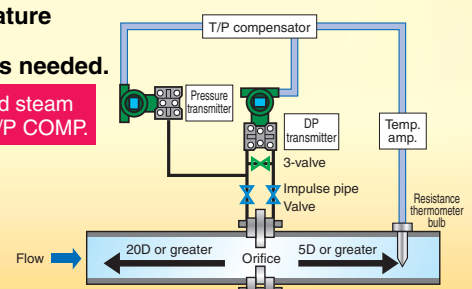 ature
s needed.
d steam
/P COMP.
T/P compensator
Pressure
transmitter
DP
transmitter
Temp.
amp.
3-valve
Impulse pipe
Valve
Resistance
thermometer
bulb
Flow
20D or greater
Orifice
5D or greater